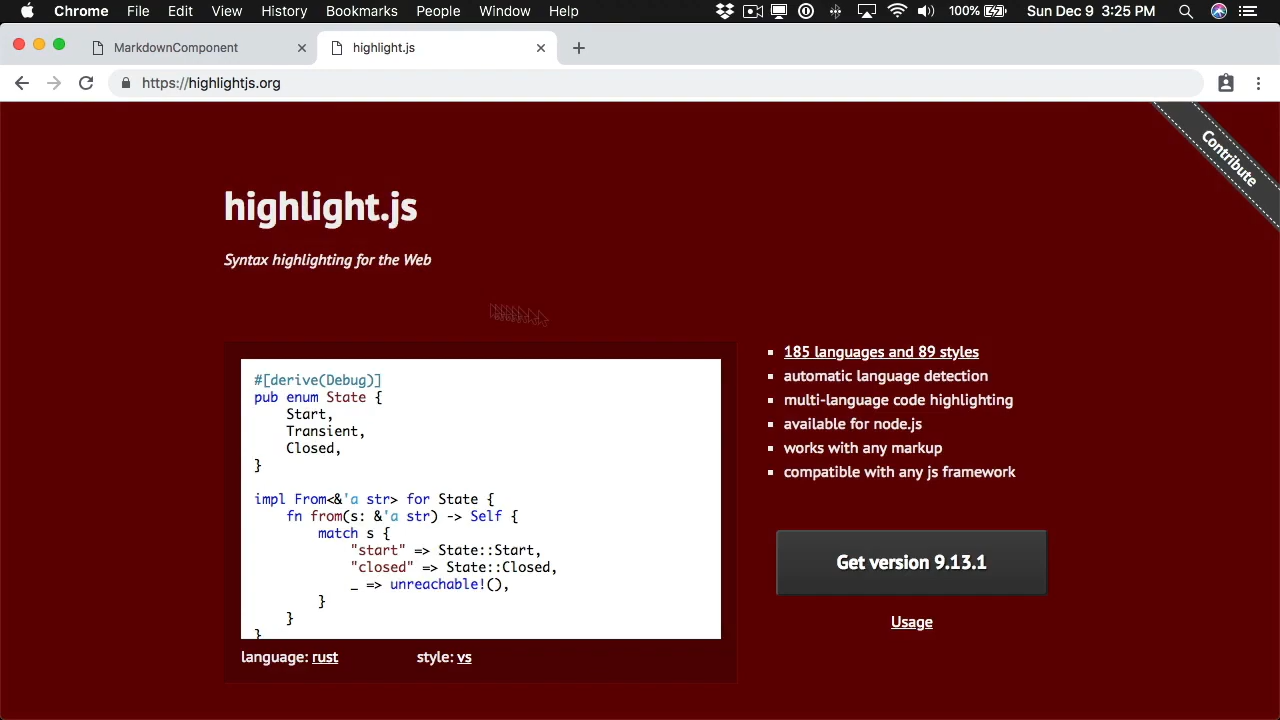 Chrome File Edit View History Bookmarks People Window Help 100% Sun Dec 9 3:25 PM
MarkdownComponent highlight.js
https://highlightjs.org
Contribute
highlight.js
Syntax highlighting for the Web
#[derive(Debug)]
pub enum State {
    Start,
    Transient,
    Closed,
}
impl From<&'a str> for State {
    fn from(s: &'a str) -> Self {
        match s {
            "start" => State::Start,
            "closed" => State::Closed,
            _ => unreachable!(),
        }
    }
}
language: rust style: vs
185 languages and 89 styles
automatic language detection
multi-language code highlighting
available for node.js
works with any markup
compatible with any js framework
Get version 9.13.1
Usage